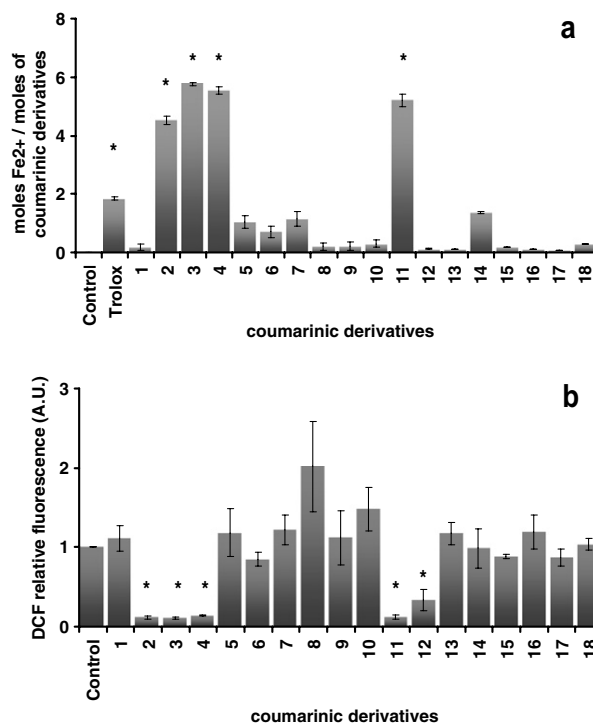 a
8
6
4
2
0
moles Fe2+ / moles of
coumarinic derivatives
* * * * *
Control Trolox 1 2 3 4 5 6 7 8 9 10 11 12 13 14 15 16 17 18
coumarinic derivatives
b
3
2
1
0
DCF relative fluorescence (A.U.)
* * * * *
Control 1 2 3 4 5 6 7 8 9 10 11 12 13 14 15 16 17 18
coumarinic derivatives